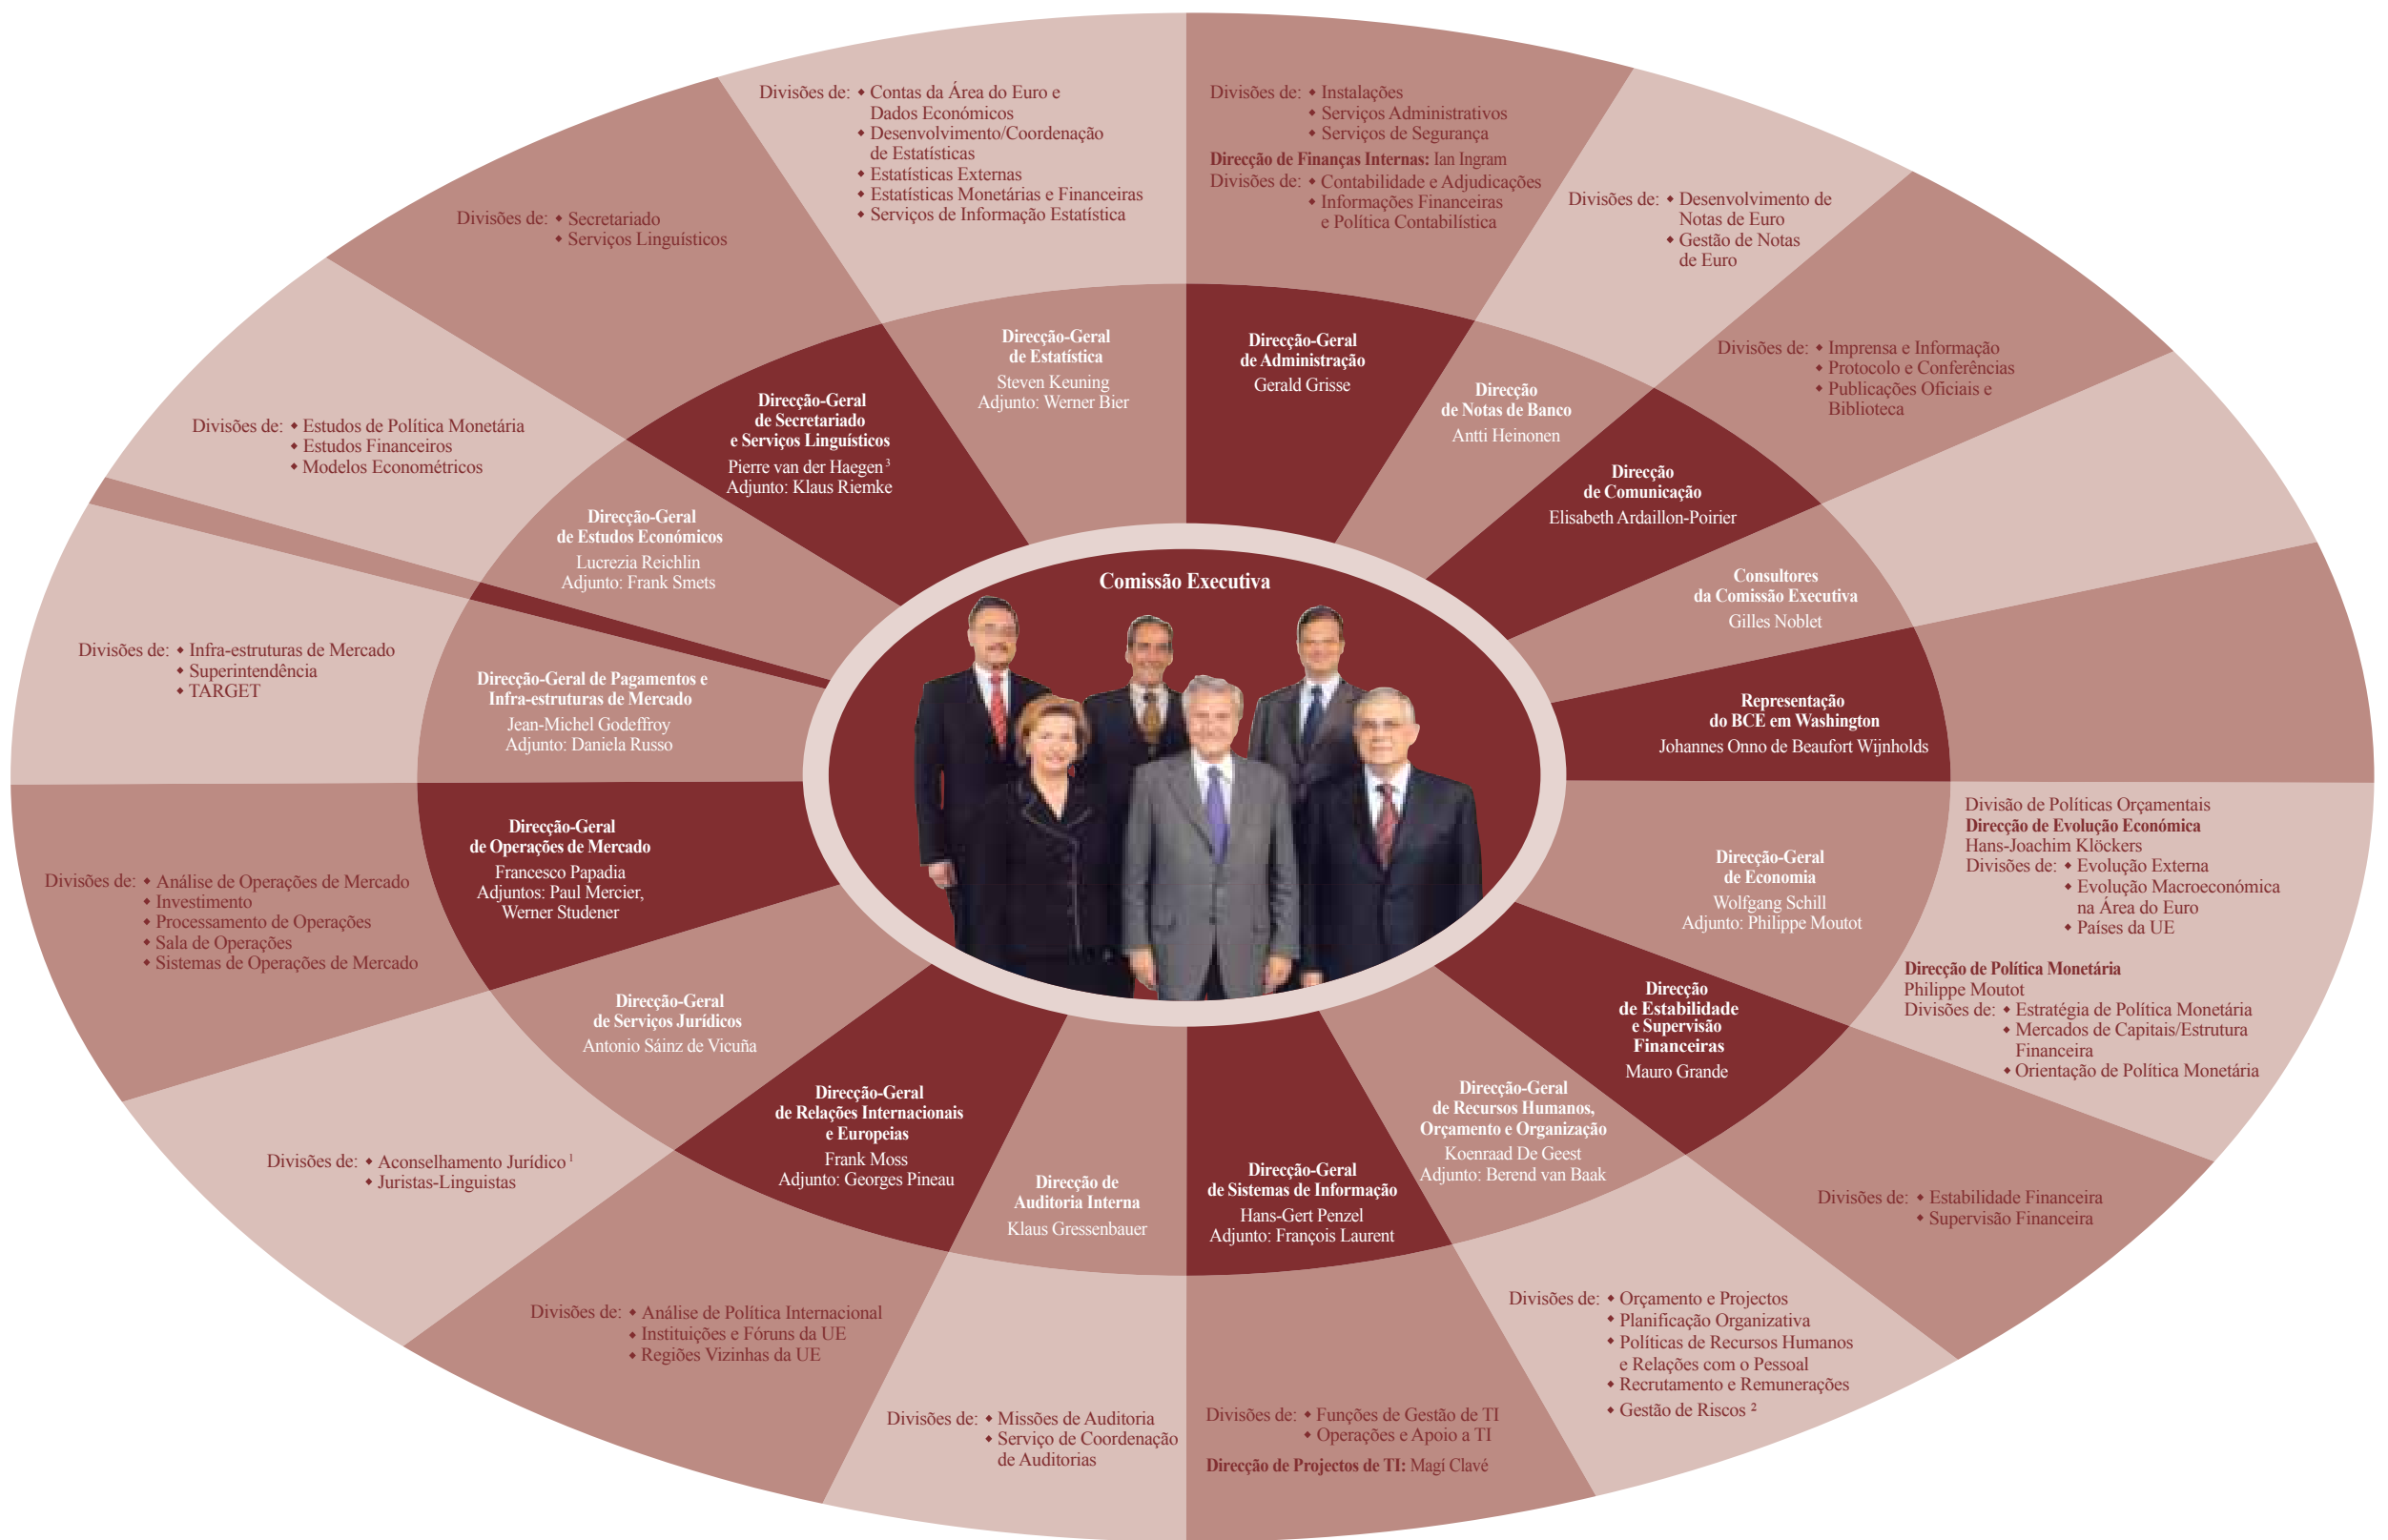 Divisões de: ◆ Contas da Área do Euro e
Dados Económicos
◆ Desenvolvimento/Coordenação
de Estatísticas
◆ Estatísticas Externas
◆ Estatísticas Monetárias e Financeiras
◆ Serviços de Informação Estatística
Direcção-Geral
de Estatística
Steven Keuning
Adjunto: Werner Bier
Divisões de: ◆ Instalações
◆ Serviços Administrativos
◆ Serviços de Segurança
Direcção de Finanças Internas: Ian Ingram
Divisões de: ◆ Contabilidade e Adjudicações
◆ Informações Financeiras
e Política Contabilística
Direcção-Geral
de Administração
Gerald Grisse
Divisões de: ◆ Desenvolvimento de
Notas de Euro
◆ Gestão de Notas
de Euro
Direcção
de Notas de Banco
Antti Heinonen
Divisões de: ◆ Imprensa e Informação
◆ Protocolo e Conferências
◆ Publicações Oficiais e
Biblioteca
Direcção
de Comunicação
Elisabeth Ardaillon-Poirier
Consultores
da Comissão Executiva
Gilles Noblet
Representação
do BCE em Washington
Johannes Onno de Beaufort Wijnholds
Divisão de Políticas Orçamentais
Direcção de Evolução Económica
Hans-Joachim Klöckers
Divisões de: ◆ Evolução Externa
◆ Evolução Macroeconómica
na Área do Euro
◆ Países da UE
Direcção de Política Monetária
Philippe Moutot
Divisões de: ◆ Estratégia de Política Monetária
◆ Mercados de Capitais/Estrutura
Financeira
◆ Orientação de Política Monetária
Direcção-Geral
de Economia
Wolfgang Schill
Adjunto: Philippe Moutot
Direcção
de Estabilidade
e Supervisão
Financeiras
Mauro Grande
Divisões de: ◆ Estabilidade Financeira
◆ Supervisão Financeira
Direcção-Geral
de Recursos Humanos,
Orçamento e Organização
Koenraad De Geest
Adjunto: Berend van Baak
Divisões de: ◆ Orçamento e Projectos
◆ Planificação Organizativa
◆ Políticas de Recursos Humanos
e Relações com o Pessoal
◆ Recrutamento e Remunerações
◆ Gestão de Riscos ²
Direcção-Geral
de Sistemas de Informação
Hans-Gert Penzel
Adjunto: François Laurent
Divisões de: ◆ Funções de Gestão de TI
◆ Operações e Apoio a TI
Direcção de Projectos de TI: Magí Clavé
Direcção de
Auditoria Interna
Klaus Gressenbauer
Divisões de: ◆ Missões de Auditoria
◆ Serviço de Coordenação
de Auditorias
Direcção-Geral
de Relações Internacionais
e Europeias
Frank Moss
Adjunto: Georges Pineau
Divisões de: ◆ Análise de Política Internacional
◆ Instituições e Fóruns da UE
◆ Regiões Vizinhas da UE
Direcção-Geral
de Serviços Jurídicos
Antonio Sáinz de Vicuña
Divisões de: ◆ Aconselhamento Jurídico ¹
◆ Juristas-Linguistas
Direcção-Geral
de Operações de Mercado
Francesco Papadia
Adjuntos: Paul Mercier,
Werner Studener
Divisões de: ◆ Análise de Operações de Mercado
◆ Investimento
◆ Processamento de Operações
◆ Sala de Operações
◆ Sistemas de Operações de Mercado
Direcção-Geral de Pagamentos e
Infra-estruturas de Mercado
Jean-Michel Godeffroy
Adjunto: Daniela Russo
Divisões de: ◆ Infra-estruturas de Mercado
◆ Superintendência
◆ TARGET
Direcção-Geral
de Estudos Económicos
Lucrezia Reichlin
Adjunto: Frank Smets
Divisões de: ◆ Estudos de Política Monetária
◆ Estudos Financeiros
◆ Modelos Econométricos
Direcção-Geral
de Secretariado
e Serviços Linguísticos
Pierre van der Haegen ³
Adjunto: Klaus Riemke
Divisões de: ◆ Secretariado
◆ Serviços Linguísticos
Comissão Executiva